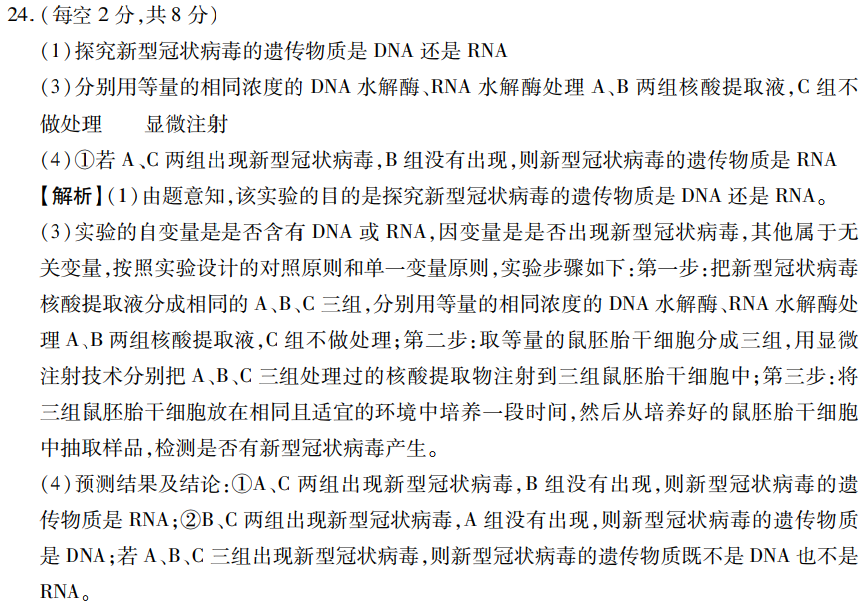 24.(每空 2 分,共 8 分)
(1)探究新型冠状病毒的遗传物质是 DNA 还是 RNA
(3)分别用等量的相同浓度的 DNA 水解酶、RNA 水解酶处理 A、B 两组核酸提取液,C 组不
做处理 显微注射
(4)①若 A、C 两组出现新型冠状病毒,B 组没有出现,则新型冠状病毒的遗传物质是 RNA
【解析】(1)由题意知,该实验的目的是探究新型冠状病毒的遗传物质是 DNA 还是 RNA。
(3)实验的自变量是是否含有 DNA 或 RNA,因变量是是否出现新型冠状病毒,其他属于无
关变量,按照实验设计的对照原则和单一变量原则,实验步骤如下:第一步:把新型冠状病毒
核酸提取液分成相同的 A、B、C 三组,分别用等量的相同浓度的 DNA 水解酶、RNA 水解酶处
理 A、B 两组核酸提取液,C 组不做处理;第二步:取等量的鼠胚胎干细胞分成三组,用显微
注射技术分别把 A、B、C 三组处理过的核酸提取物注射到三组鼠胚胎干细胞中;第三步:将
三组鼠胚胎干细胞放在相同且适宜的环境中培养一段时间,然后从培养好的鼠胚胎干细胞
中抽取样品,检测是否有新型冠状病毒产生。
(4)预测结果及结论:①A、C 两组出现新型冠状病毒,B 组没有出现,则新型冠状病毒的遗
传物质是 RNA;②B、C 两组出现新型冠状病毒,A 组没有出现,则新型冠状病毒的遗传物质
是 DNA;若 A、B、C 三组出现新型冠状病毒,则新型冠状病毒的遗传物质既不是 DNA 也不是
RNA。